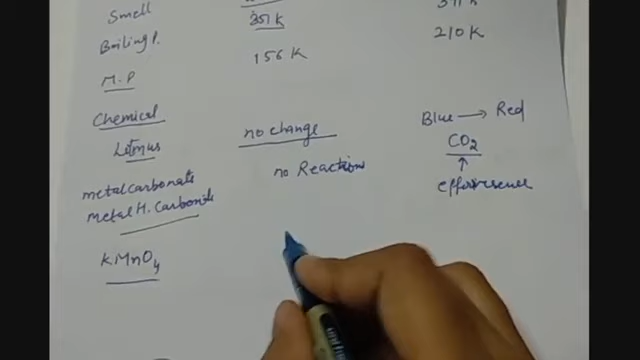 Smell
Boiling P. 351 K
M.P 156 K 210 K
Chemical
Litmus no change Blue → Red
metal carbonate no Reaction CO2
Metal H. Carbonate ↑
KMnO4